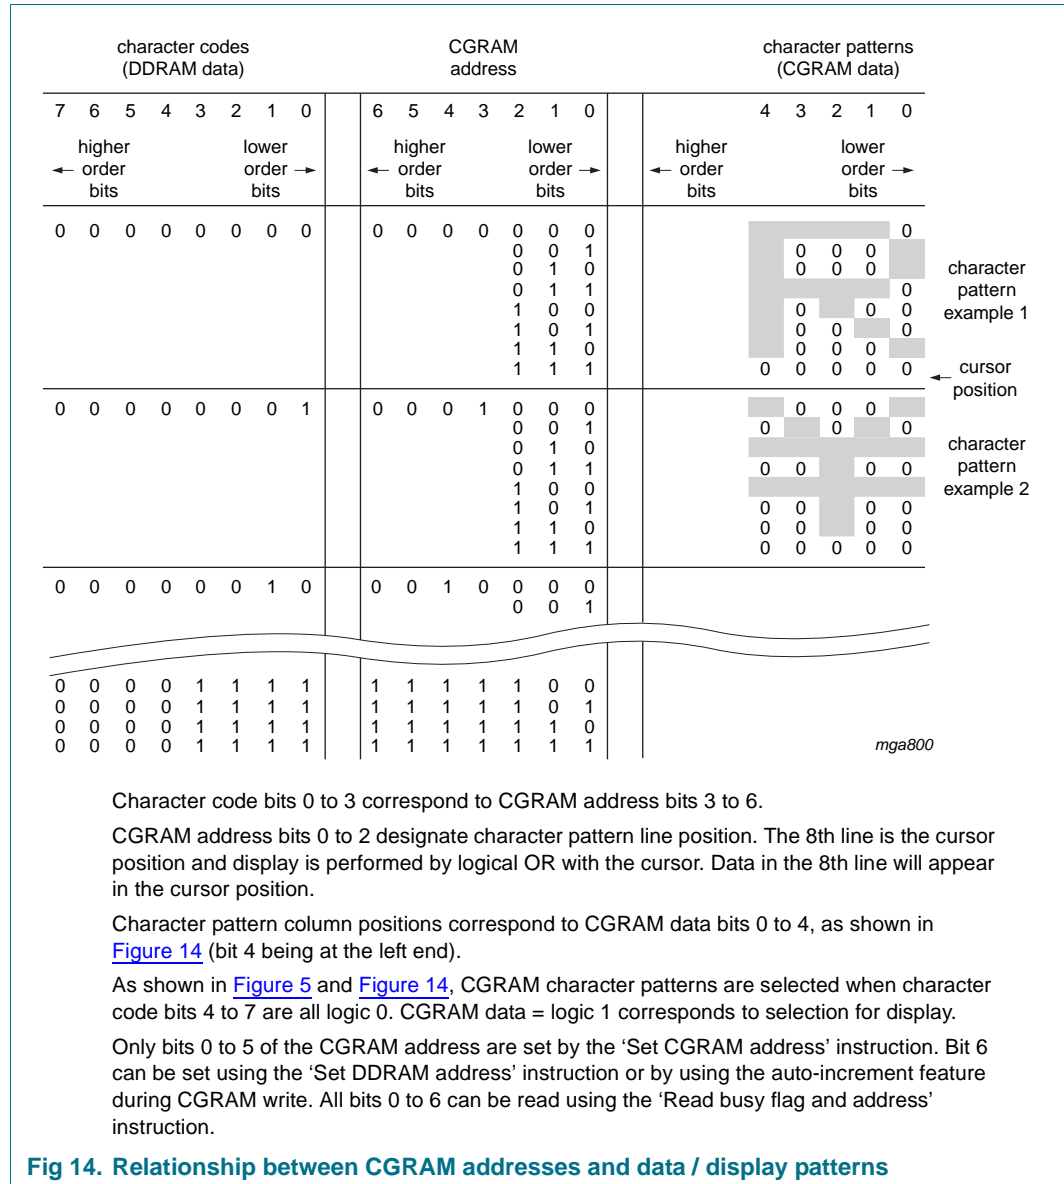 character codes
(DDRAM data)
CGRAM
address
character patterns
(CGRAM data)
7 6 5 4 3 2 1 0 6 5 4 3 2 1 0 4 3 2 1 0
higher
← order
bits
lower
order →
bits
higher
← order
bits
lower
order →
bits
higher
← order
bits
lower
order →
bits
0 0 0 0 0 0 0 0 0 0 0 0 0 0 0 0
0 0 1 0 0 0
0 1 0 0 0 0
0 1 1 0
1 0 0 0 0 0
1 0 1 0 0 0
1 1 0 0 0 0
1 1 1 0 0 0 0 0
character
pattern
example 1
← cursor
position
0 0 0 0 0 0 0 1 0 0 0 1 0 0 0 0 0 0
0 0 1 0 0 0
0 1 0
0 1 1 0 0 0 0
1 0 0
1 0 1 0 0 0 0
1 1 0 0 0 0 0
1 1 1 0 0 0 0 0
character
pattern
example 2
0 0 0 0 0 0 1 0 0 0 1 0 0 0 0
0 0 1
0 0 0 0 1 1 1 1 1 1 1 1 1 0 0
0 0 0 0 1 1 1 1 1 1 1 1 1 0 1
0 0 0 0 1 1 1 1 1 1 1 1 1 1 0
0 0 0 0 1 1 1 1 1 1 1 1 1 1 1
mga800
Character code bits 0 to 3 correspond to CGRAM address bits 3 to 6.
CGRAM address bits 0 to 2 designate character pattern line position. The 8th line is the cursor
position and display is performed by logical OR with the cursor. Data in the 8th line will appear
in the cursor position.
Character pattern column positions correspond to CGRAM data bits 0 to 4, as shown in
Figure 14 (bit 4 being at the left end).
As shown in Figure 5 and Figure 14, CGRAM character patterns are selected when character
code bits 4 to 7 are all logic 0. CGRAM data = logic 1 corresponds to selection for display.
Only bits 0 to 5 of the CGRAM address are set by the ‘Set CGRAM address’ instruction. Bit 6
can be set using the ‘Set DDRAM address’ instruction or by using the auto-increment feature
during CGRAM write. All bits 0 to 6 can be read using the ‘Read busy flag and address’
instruction.
Fig 14. Relationship between CGRAM addresses and data / display patterns